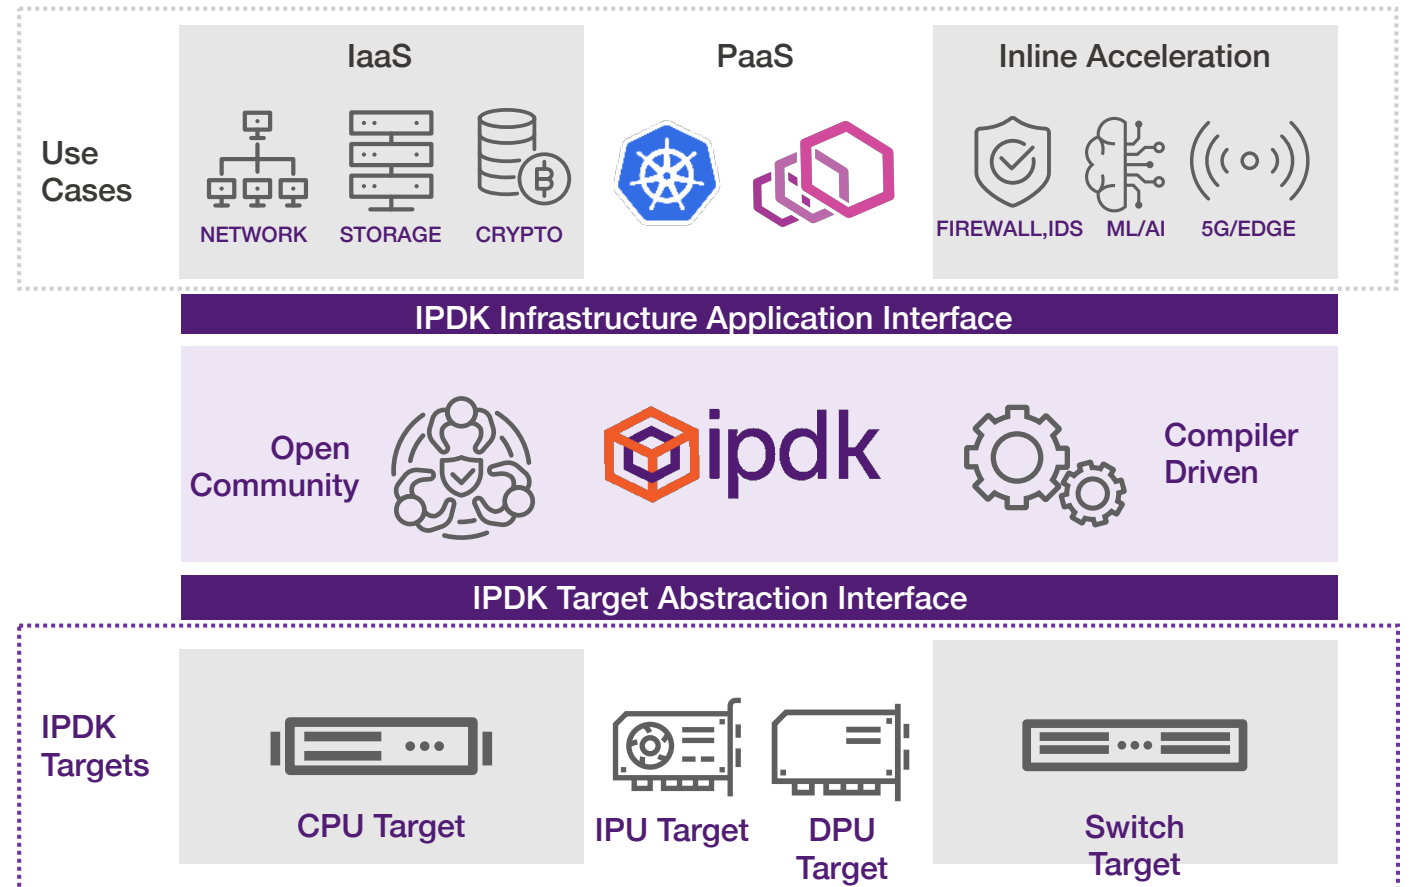 IaaS
PaaS
Inline Acceleration
Use
Cases
NETWORK
STORAGE
CRYPTO
FIREWALL,IDS
ML/AI
5G/EDGE
IPDK Infrastructure Application Interface
Open
Community
ipdk
Compiler
Driven
IPDK Target Abstraction Interface
IPDK
Targets
CPU Target
IPU Target
DPU
Target
Switch
Target